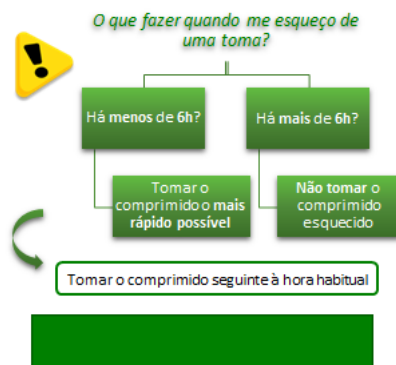 O que fazer quando me esqueço de
uma toma?
Há menos de 6h?
Há mais de 6h?
Tomar o
comprimido o mais
rápido possível
Não tomar o
comprimido
esquecido
Tomar o comprimido seguinte à hora habitual